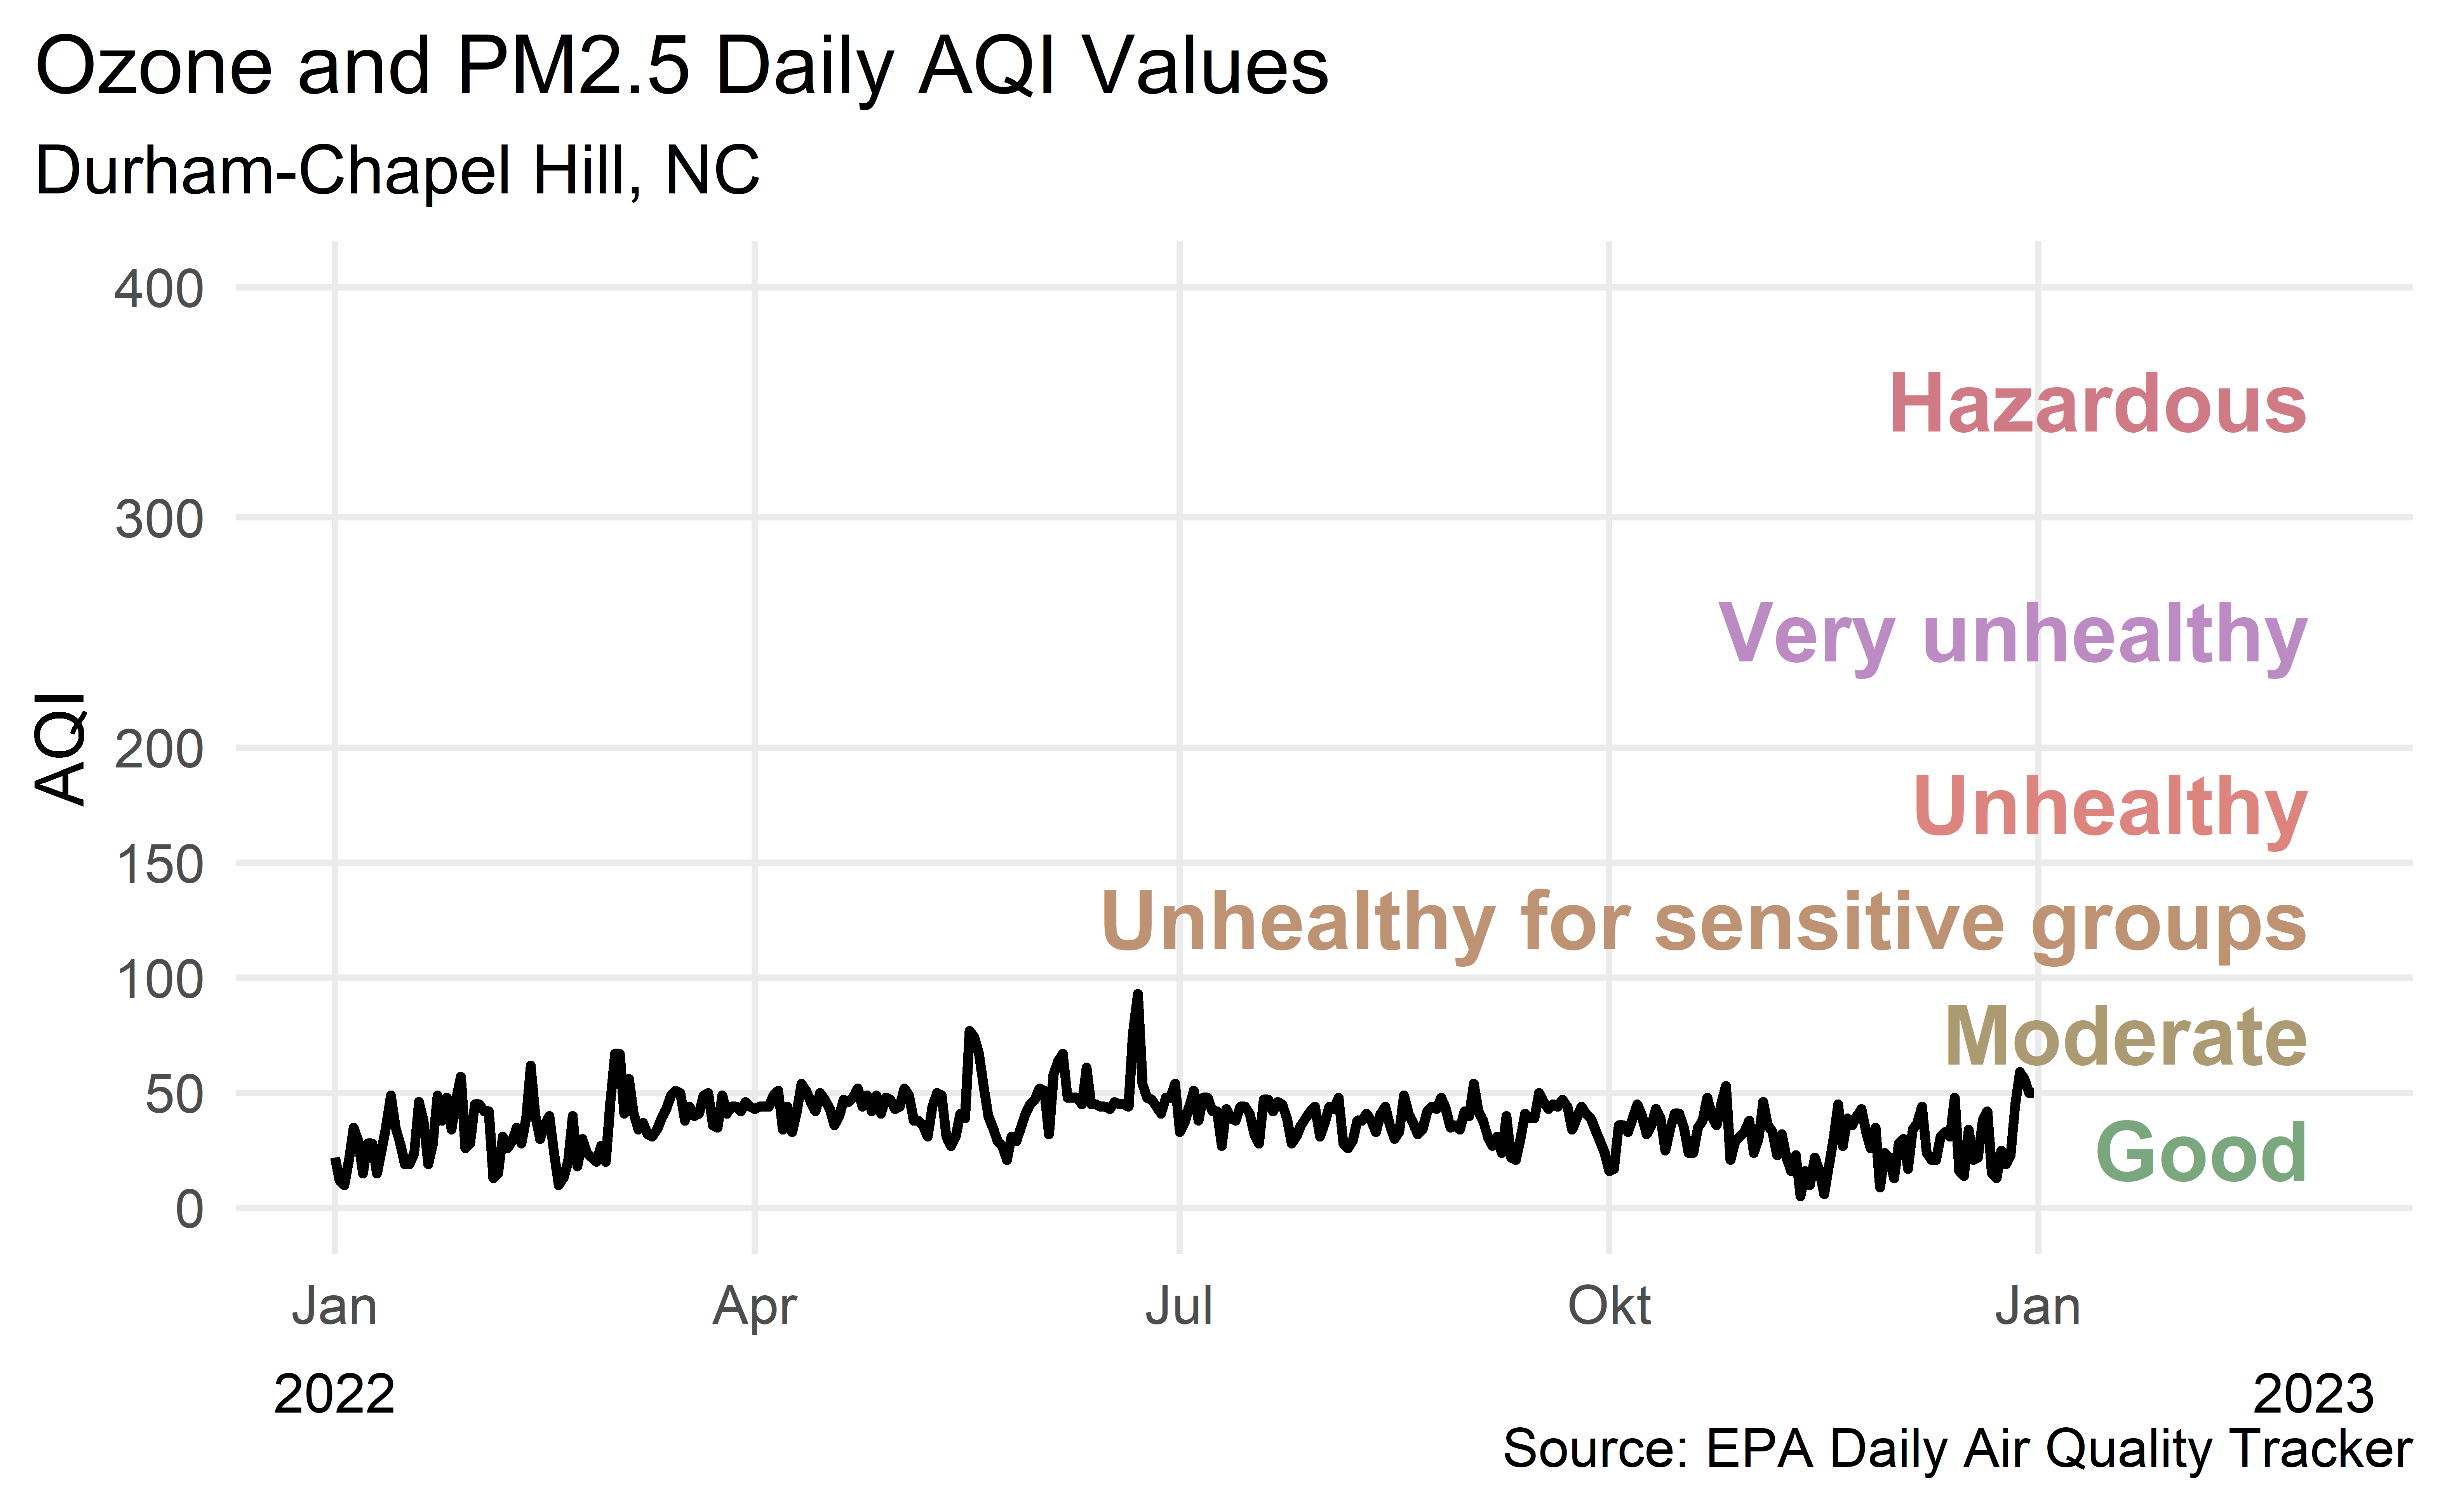 Ozone and PM2.5 Daily AQI Values
Durham-Chapel Hill, NC
400
Hazardous
300
Very unhealthy
AQI
200
Unhealthy
150
Unhealthy for sensitive groups
100
Moderate
50
Good
0
Jan Apr Jul Okt Jan
2022 2023
Source: EPA Daily Air Quality Tracker